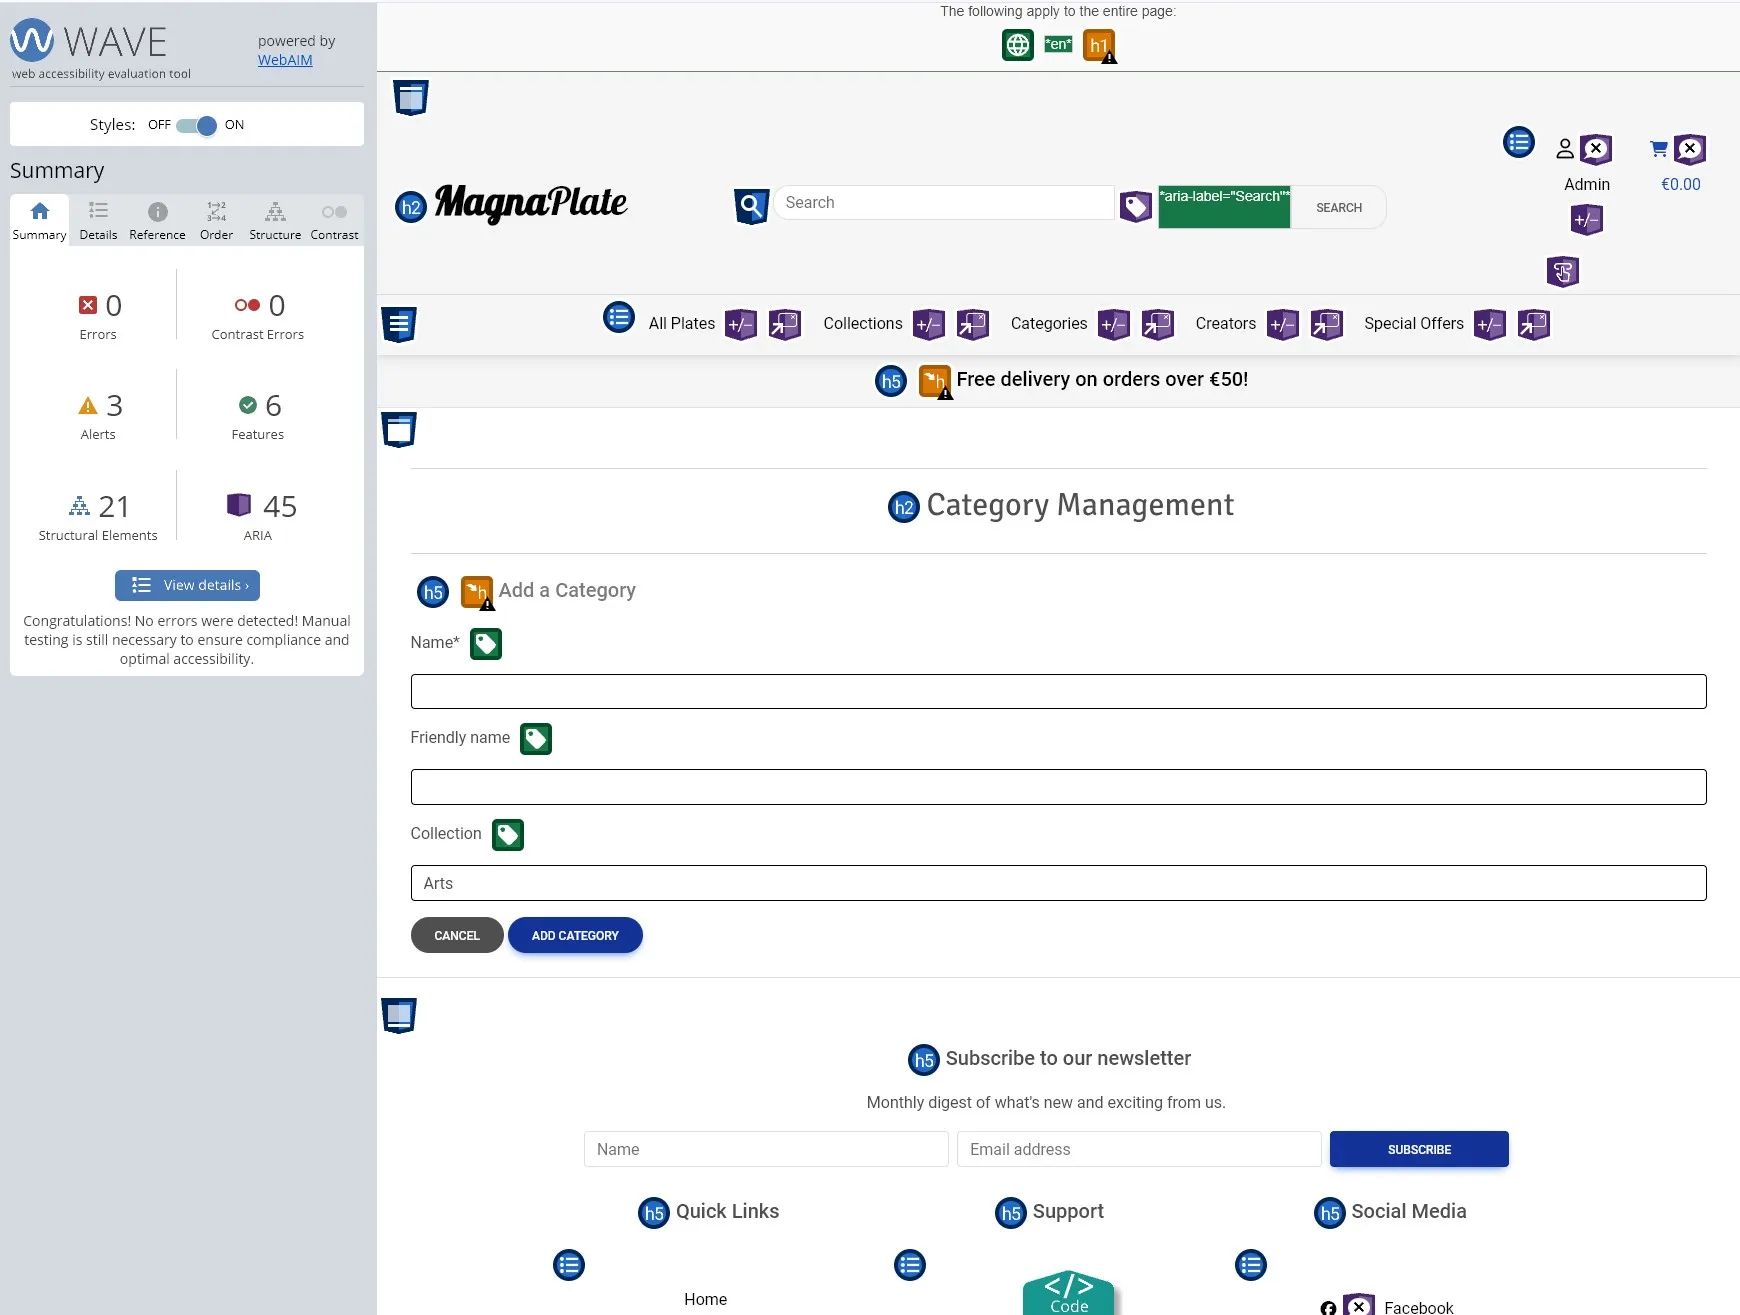 WAVE
powered by
WebAIM
web accessibility evaluation tool
Styles: OFF ON
Summary
Summary Details Reference Order Structure Contrast
0
Errors
0
Contrast Errors
3
Alerts
6
Features
21
Structural Elements
45
ARIA
View details ›
Congratulations! No errors were detected! Manual
testing is still necessary to ensure compliance and
optimal accessibility.
The following apply to the entire page:
*en* h1
h2 MagnaPlate
Search
*aria-label="Search"*
SEARCH
Admin
€0.00
+/-
All Plates +/- Collections +/- Categories +/- Creators +/- Special Offers +/-
h5 h Free delivery on orders over €50!
h2 Category Management
h5 h Add a Category
Name*
Friendly name
Collection
Arts
CANCEL ADD CATEGORY
h5 Subscribe to our newsletter
Monthly digest of what's new and exciting from us.
Name Email address SUBSCRIBE
h5 Quick Links h5 Support h5 Social Media
Home
</>
Code
Facebook